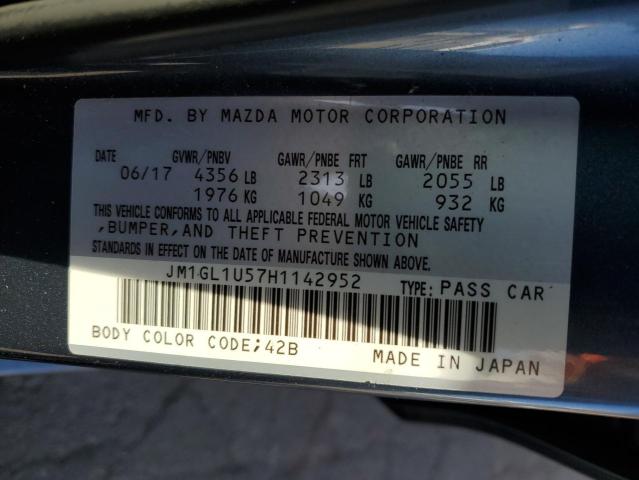 MFD. BY MAZDA MOTOR CORPORATION
DATE GVWR/PNBV GAWR/PNBE FRT GAWR/PNBE RR
06/17 4356 LB 2313 LB 2055 LB
1976 KG 1049 KG 932 KG
THIS VEHICLE CONFORMS TO ALL APPLICABLE FEDERAL MOTOR VEHICLE SAFETY
,BUMPER,AND THEFT PREVENTION
STANDARDS IN EFFECT ON THE DATE OF MANUFACTURE SHOWN ABOVE.
JM1GL1U57H1142952 TYPE: PASS CAR
BODY COLOR CODE;42B MADE IN JAPAN